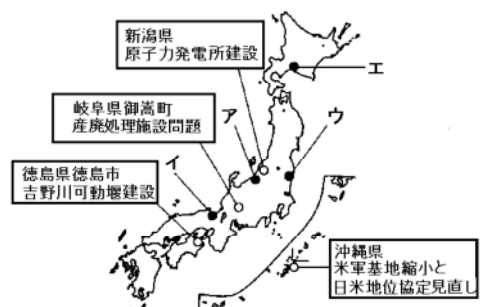 新潟県
原子力発電所建設
エ
岐阜県御嵩町
産廃処理施設問題
ア
ウ
徳島県徳島市
吉野川可動堰建設
イ
沖縄県
米軍基地縮小と
日米地位協定見直し